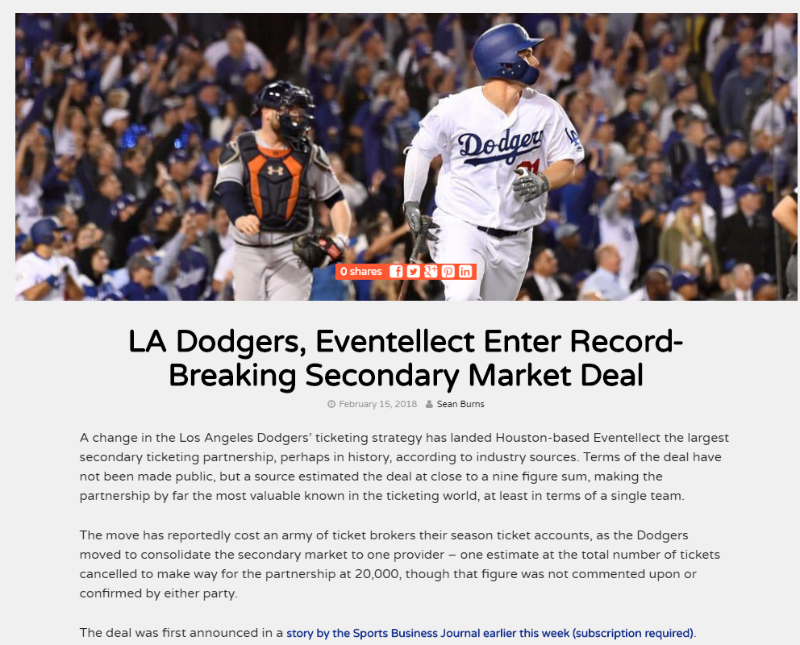 Dodgers
LA
0 shares
LA Dodgers, Eventellect Enter Record-
Breaking Secondary Market Deal
February 15, 2018 Sean Burns
A change in the Los Angeles Dodgers' ticketing strategy has landed Houston-based Eventellect the largest
secondary ticketing partnership, perhaps in history, according to industry sources. Terms of the deal have
not been made public, but a source estimated the deal at close to a nine figure sum, making the
partnership by far the most valuable known in the ticketing world, at least in terms of a single team.
The move has reportedly cost an army of ticket brokers their season ticket accounts, as the Dodgers
moved to consolidate the secondary market to one provider – one estimate at the total number of tickets
cancelled to make way for the partnership at 20,000, though that figure was not commented upon or
confirmed by either party.
The deal was first announced in a story by the Sports Business Journal earlier this week (subscription required).